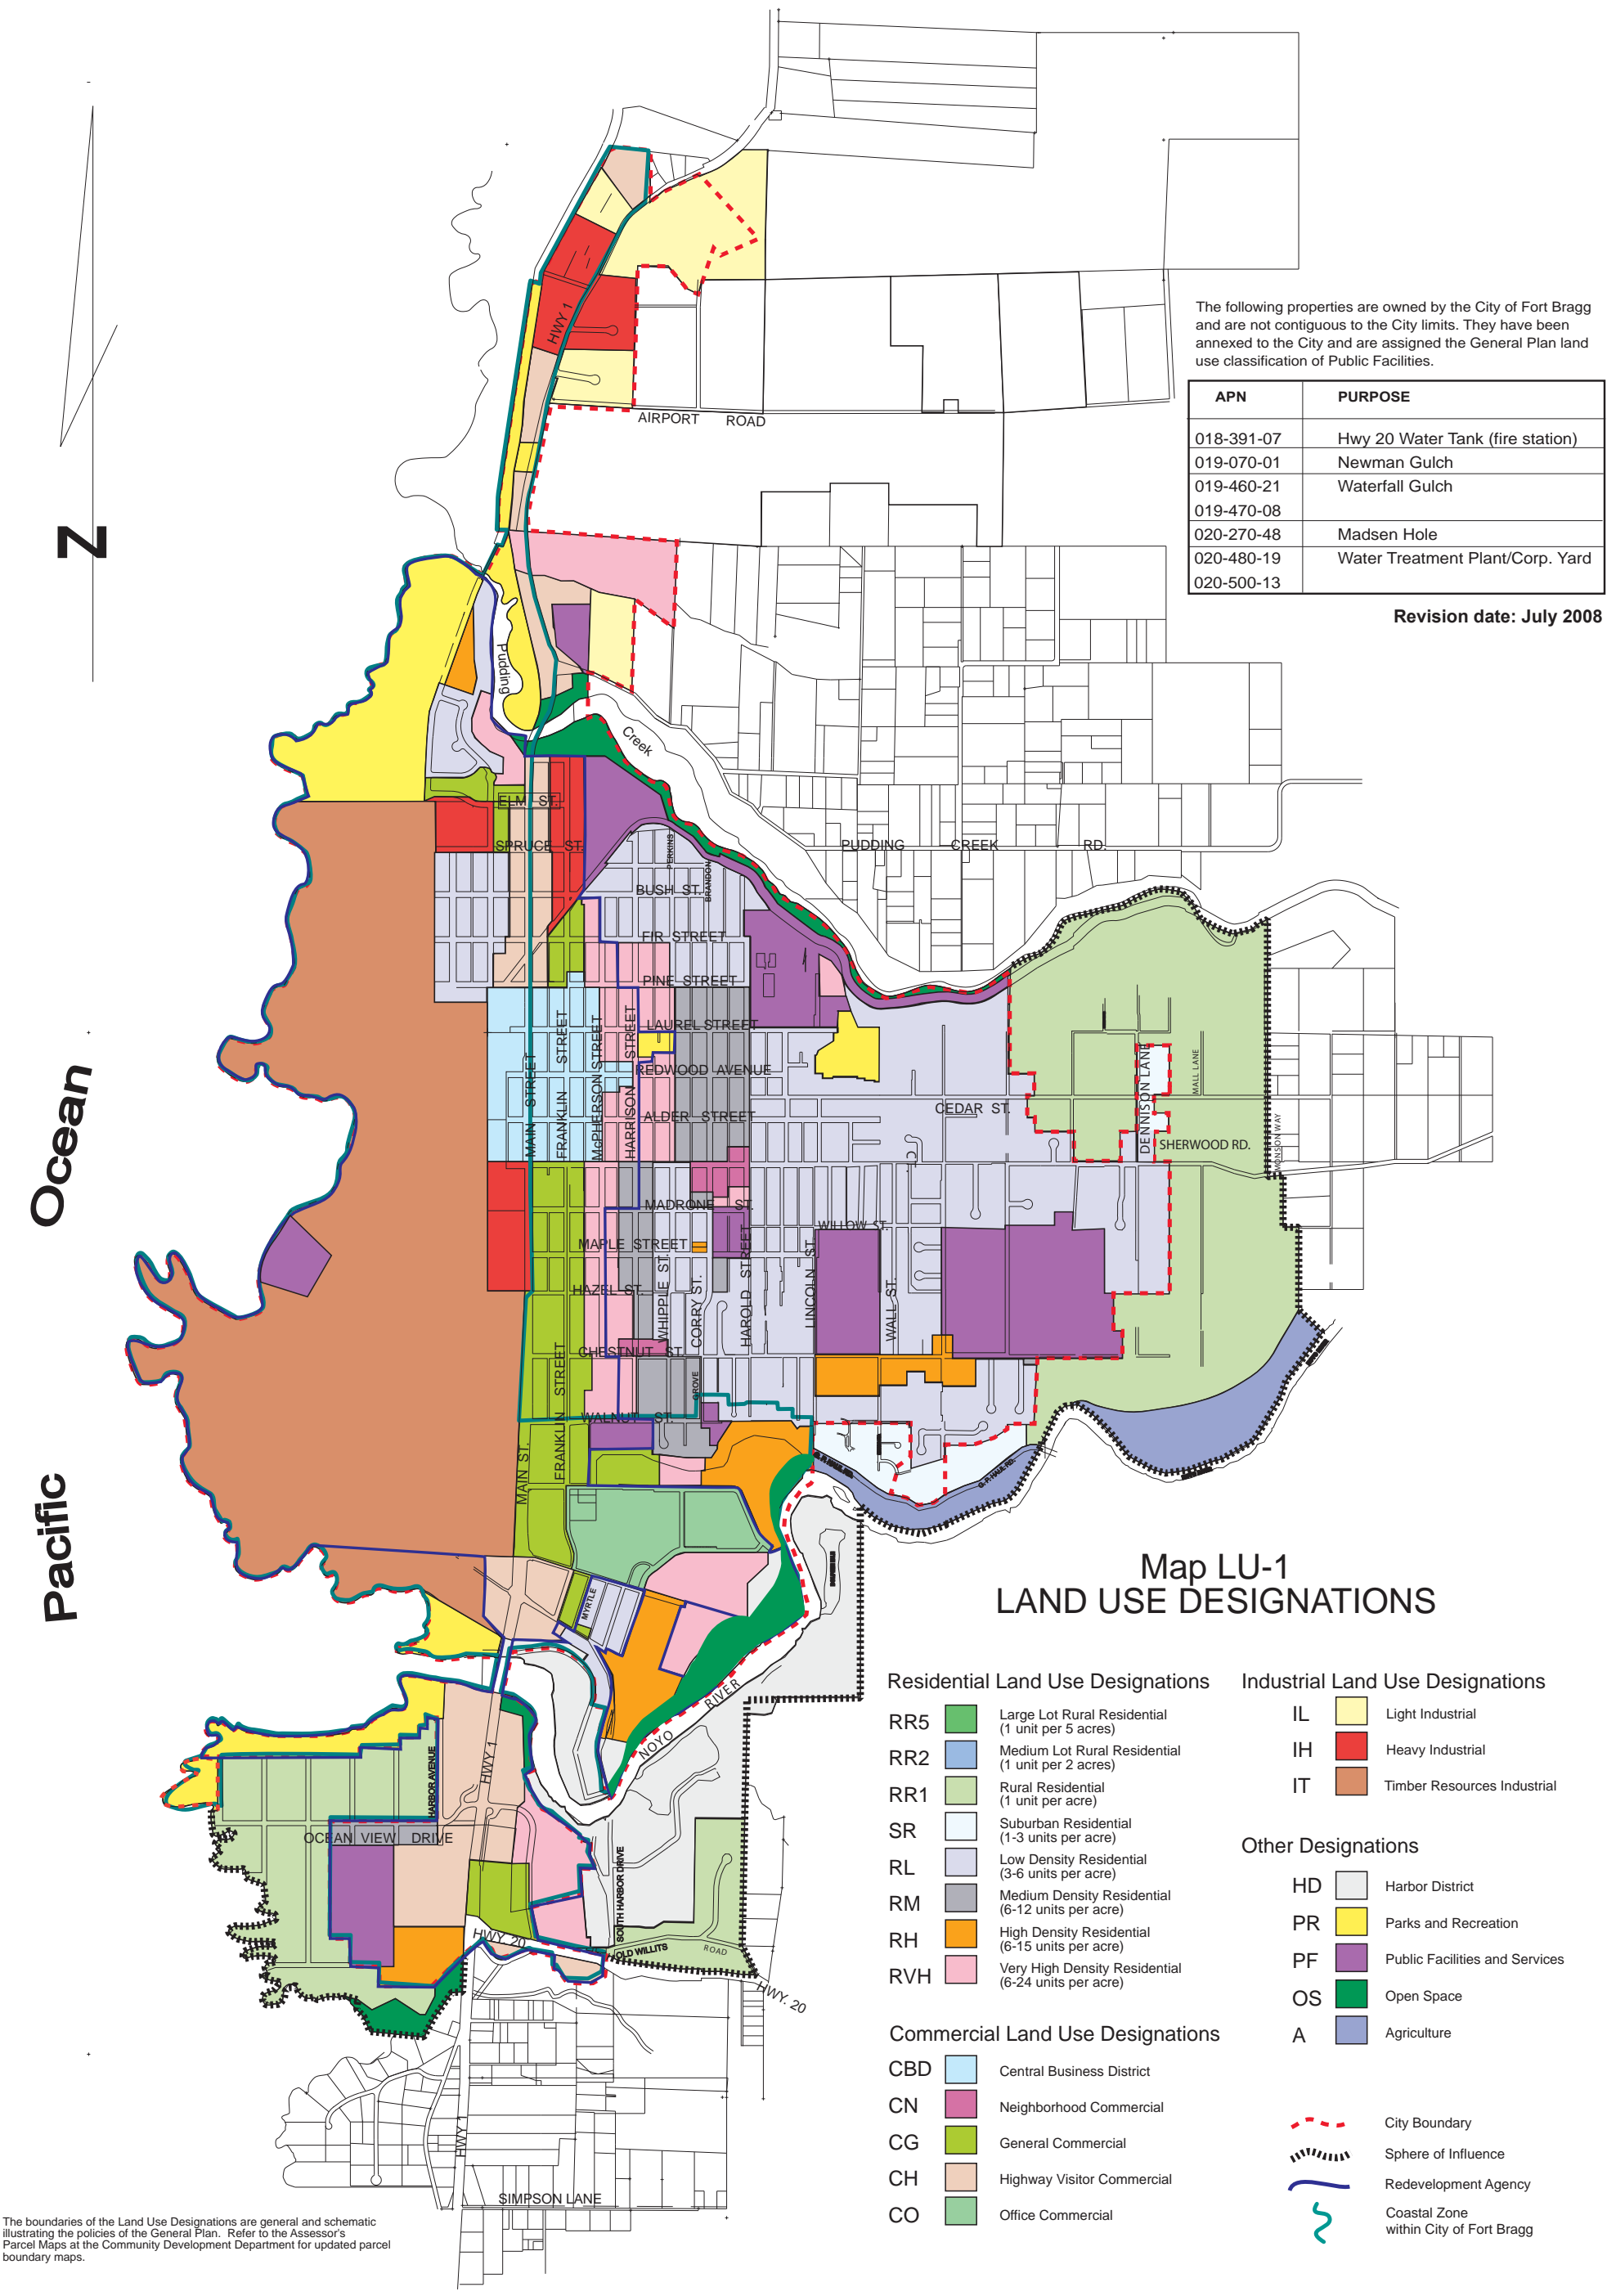 The following properties are owned by the City of Fort Bragg
and are not contiguous to the City limits. They have been
annexed to the City and are assigned the General Plan land
use classification of Public Facilities.
APN PURPOSE
018-391-07 Hwy 20 Water Tank (fire station)
019-070-01 Newman Gulch
019-460-21 Waterfall Gulch
019-470-08
020-270-48 Madsen Hole
020-480-19 Water Treatment Plant/Corp. Yard
020-500-13
Revision date: July 2008
HWY 1
AIRPORT ROAD
Z
Pudding
Creek
ELM ST.
SPRUCE ST.
PERKINS
PUDDING CREEK RD.
BUSH ST.
BRANDON
FIR STREET
PINE STREET
LAUREL STREET
REDWOOD AVENUE
ALDER STREET
MAIN STREET
FRANKLIN STREET
McPHERSON STREET
HARRISON STREET
CEDAR ST.
DENNISON LANE
MALL LANE
SHERWOOD RD.
MONSON WAY
CT.
MADRONE ST.
WILLOW ST.
MAPLE STREET
HAZEL ST.
WHIPPLE ST.
CORRY ST.
HAROLD STREET
LINCOLN ST.
WALL ST.
CHESTNUT ST.
GROVE
WALNUT ST.
MAIN ST.
FRANKLIN STREET
G. P. HAUL RD.
G. P. HAUL RD.
Ocean
Pacific
MYRTLE
NOYO RIVER
HARBOR AVENUE
HWY 1
OCEAN VIEW DRIVE
SOUTH HARBOR DRIVE
HWY. 20
OLD WILLITS ROAD
HWY. 20
HWY 1
SIMPSON LANE
Map LU-1
LAND USE DESIGNATIONS
Residential Land Use Designations
RR5 Large Lot Rural Residential
(1 unit per 5 acres)
RR2 Medium Lot Rural Residential
(1 unit per 2 acres)
RR1 Rural Residential
(1 unit per acre)
SR Suburban Residential
(1-3 units per acre)
RL Low Density Residential
(3-6 units per acre)
RM Medium Density Residential
(6-12 units per acre)
RH High Density Residential
(6-15 units per acre)
RVH Very High Density Residential
(6-24 units per acre)
Commercial Land Use Designations
CBD Central Business District
CN Neighborhood Commercial
CG General Commercial
CH Highway Visitor Commercial
CO Office Commercial
Industrial Land Use Designations
IL Light Industrial
IH Heavy Industrial
IT Timber Resources Industrial
Other Designations
HD Harbor District
PR Parks and Recreation
PF Public Facilities and Services
OS Open Space
A Agriculture
City Boundary
Sphere of Influence
Redevelopment Agency
Coastal Zone
within City of Fort Bragg
The boundaries of the Land Use Designations are general and schematic
illustrating the policies of the General Plan. Refer to the Assessor's
Parcel Maps at the Community Development Department for updated parcel
boundary maps.